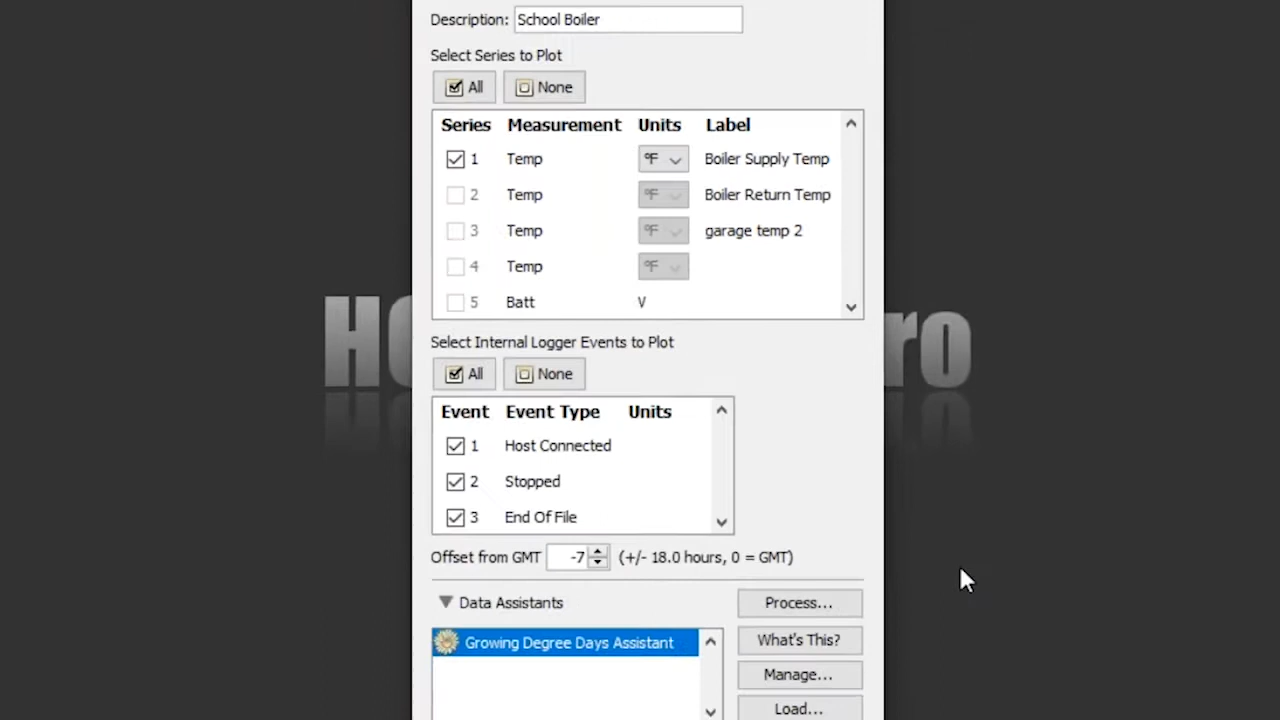 Description: School Boiler
Select Series to Plot
All None
Series Measurement Units Label
1 Temp °F Boiler Supply Temp
2 Temp °F Boiler Return Temp
3 Temp °F garage temp 2
4 Temp °F
5 Batt V
Select Internal Logger Events to Plot
All None
Event Event Type Units
1 Host Connected
2 Stopped
3 End Of File
Offset from GMT -7 (+/- 18.0 hours, 0 = GMT)
Data Assistants Process...
Growing Degree Days Assistant What's This?
Manage...
Load...